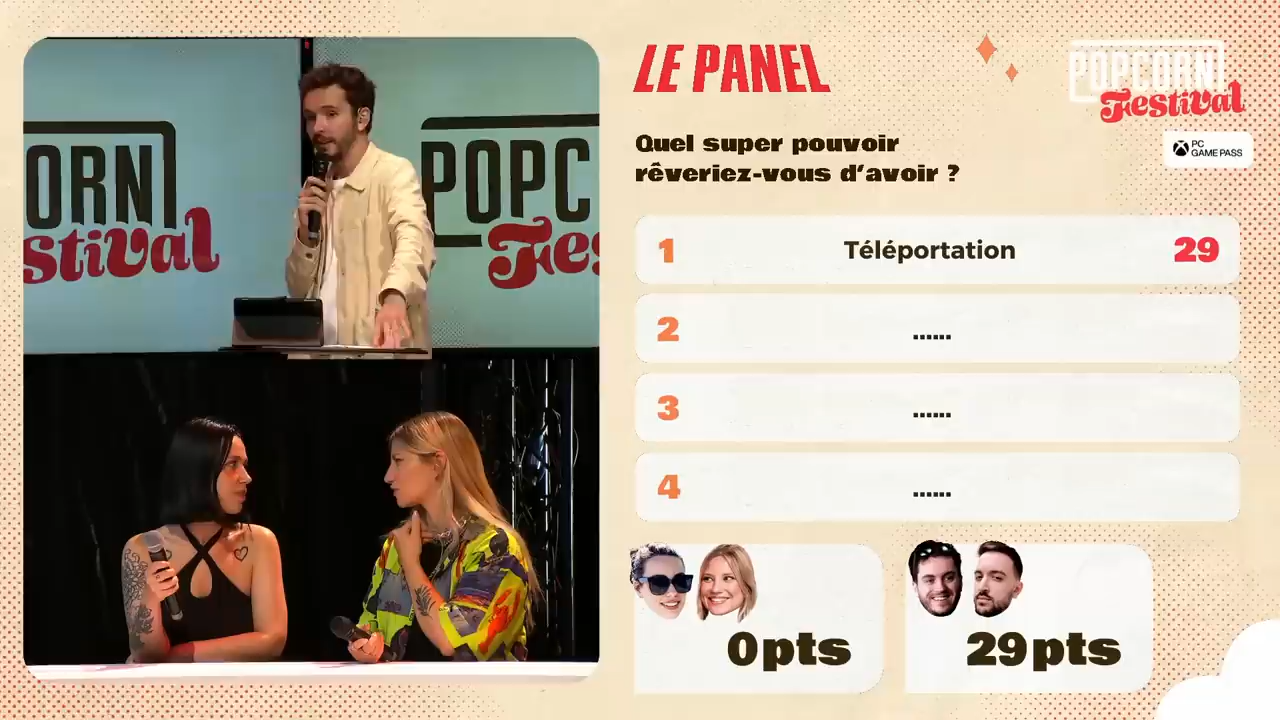 ORN
stival
POPC
Fes
LE PANEL
POPCORN
Festival
PC
GAME PASS
Quel super pouvoir
rêveriez-vous d'avoir ?
1 Téléportation 29
2 ......
3 ......
4 ......
0pts
29pts